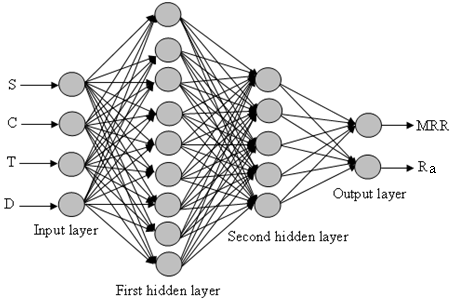 S
C
T
D
MRR
Ra
Input layer
Output layer
Second hidden layer
First hidden layer